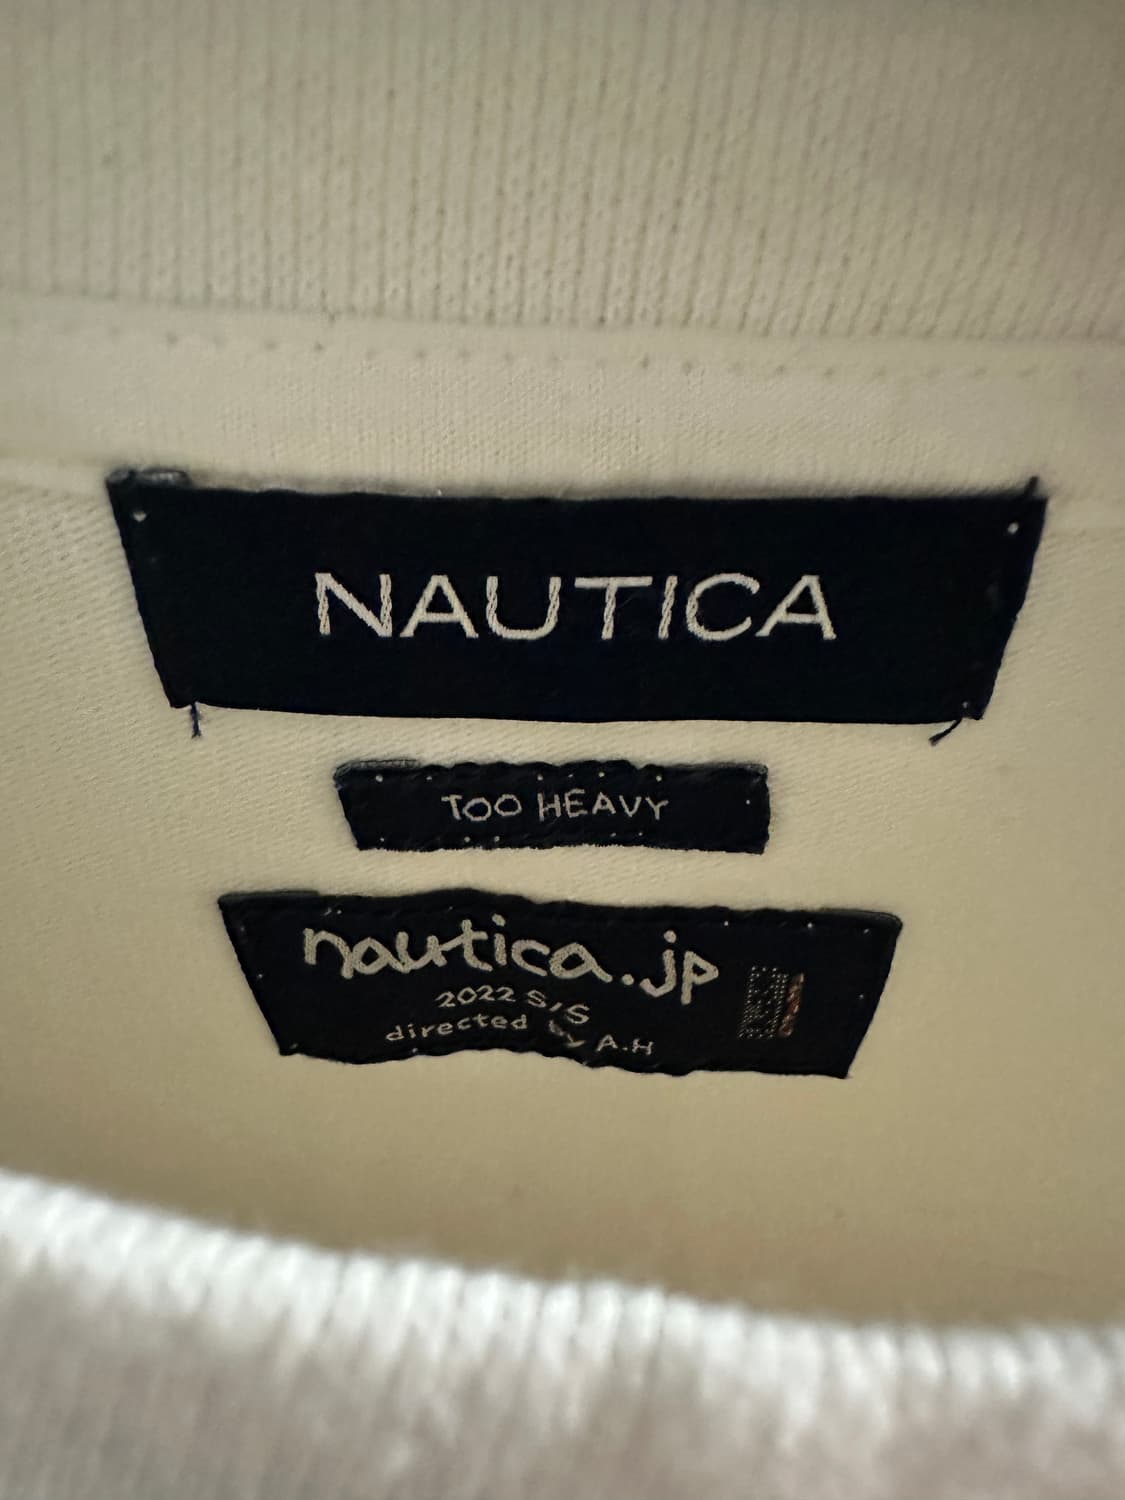 NAUTICA
TOO HEAVY
nautica.jp
2022 S/S
directed by A.H